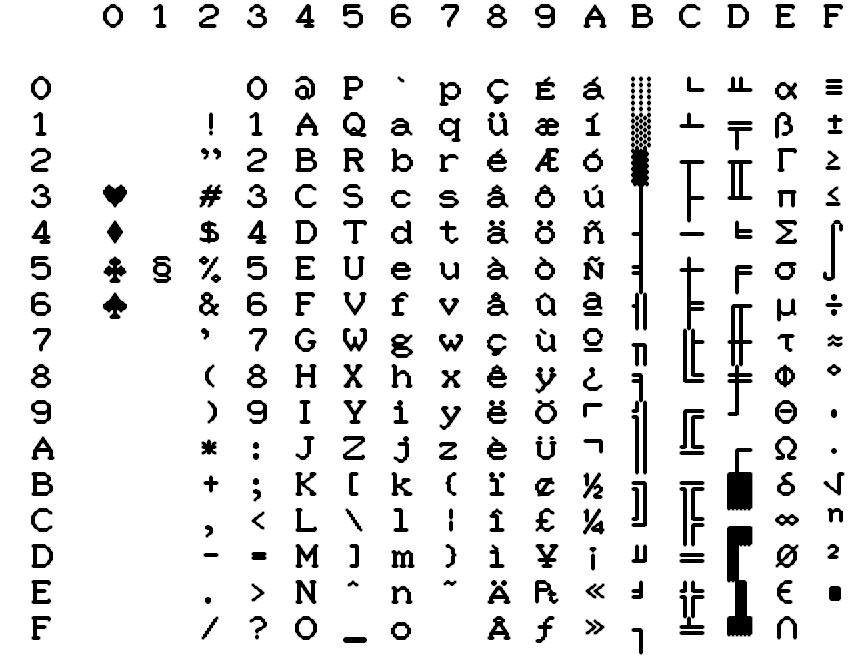 0 1 2 3 4 5 6 7 8 9 A B C D E F
0 0 @ P ` p Ç É á ░ └ ╨ α ≡
1 ! 1 A Q a q ü æ í ▒ ┴ ╤ β ±
2 " 2 B R b r é Æ ó ▓ ┬ ╥ Γ ≥
3 ♥ # 3 C S c s â ô ú │ ├ ╙ π ≤
4 ♦ $ 4 D T d t ä ö ñ ┤ ─ ╘ Σ ⌠
5 ♣ § % 5 E U e u à ò Ñ ╡ ┼ ╒ σ ⌡
6 ♠ & 6 F V f v å û ª ╢ ╞ ╓ µ ÷
7 ' 7 G W g w ç ù º ╖ ╟ ╫ τ ≈
8 ( 8 H X h x ê ÿ ¿ ╕ ╚ ╪ Φ °
9 ) 9 I Y i y ë Ö ⌐ ╣ ╔ ┘ Θ ∙
A * : J Z j z è Ü ¬ ║ ╩ ┌ Ω ·
B + ; K [ k { ï ¢ ½ ╗ ╦ █ δ √
C , < L \ l ¦ î £ ¼ ╝ ╠ ▄ ∞ ⁿ
D - = M ] m } ì ¥ ¡ ╜ ═ ▌ Ø ²
E . > N ^ n ~ Ä ₧ « ╛ ╬ ▐ ∈ ■
F / ? O _ o Å ƒ » ┐ ╧ ▀ ∩